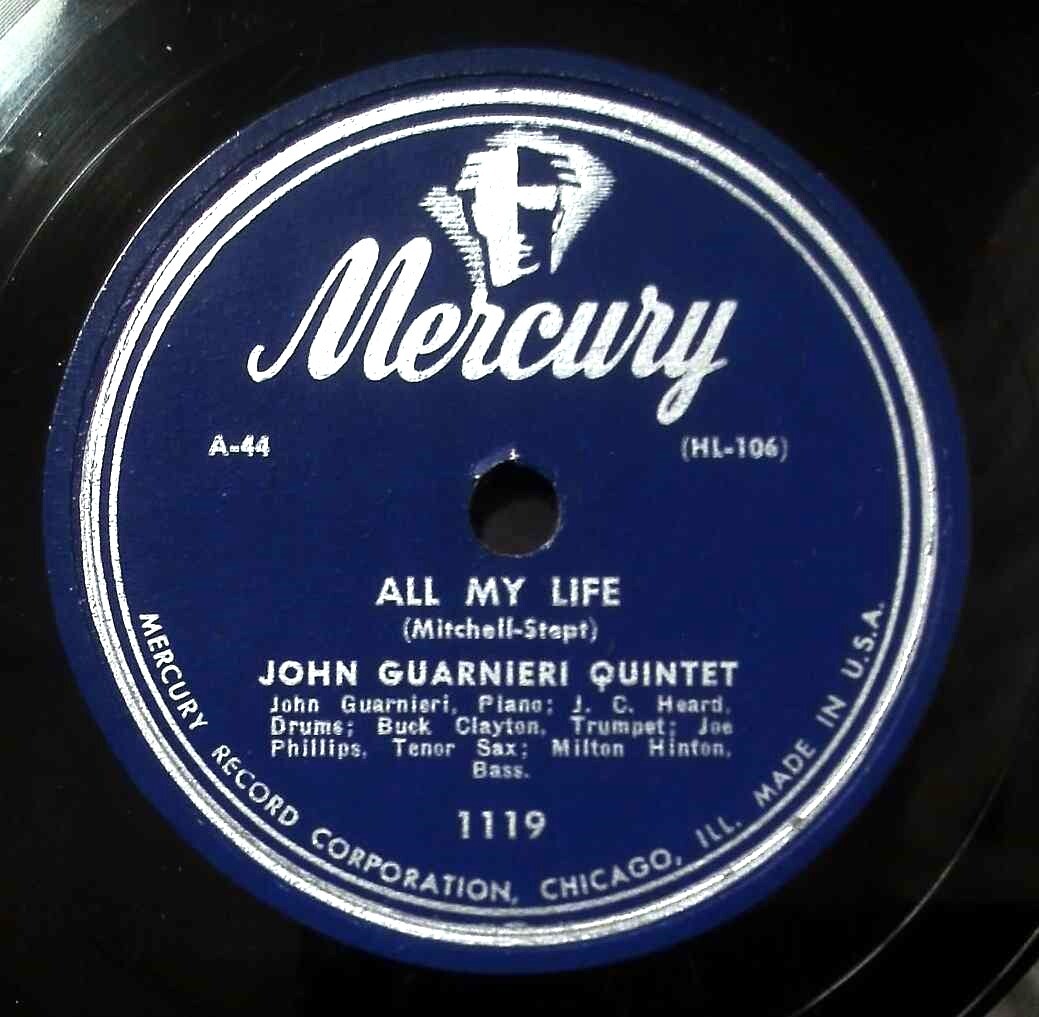 Mercury
A-44 (HL-106)
ALL MY LIFE
(Mitchell-Stept)
JOHN GUARNIERI QUINTET
John Guarnieri, Piano; J. C. Heard,
Drums; Buck Clayton, Trumpet; Joe
Phillips, Tenor Sax; Milton Hinton,
Bass.
1119
MERCURY RECORD CORPORATION, CHICAGO, ILL. MADE IN U.S.A.